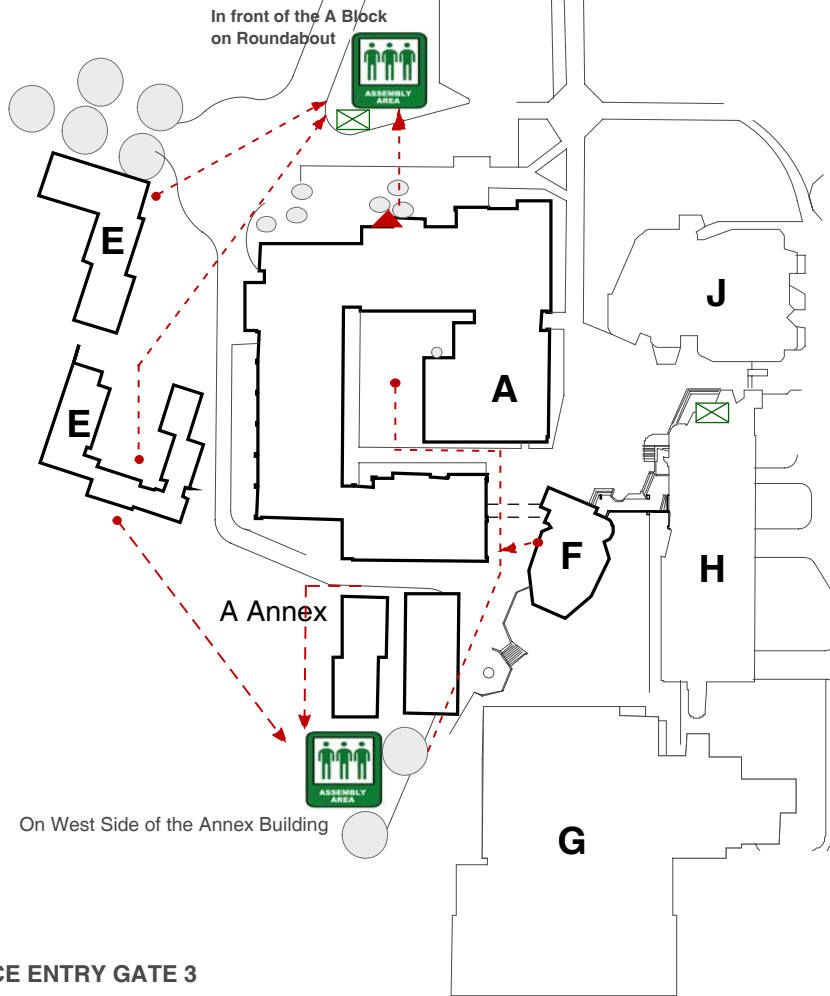 In front of the A Block
on Roundabout
ASSEMBLY
AREA
E
J
A
E
F
H
A Annex
ASSEMBLY
AREA
On West Side of the Annex Building
G
CE ENTRY GATE 3